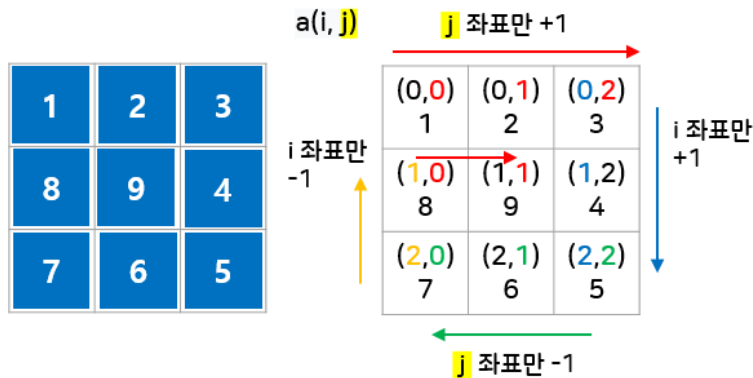 a(i, j)
j 좌표만 +1
1 2 3
8 9 4
7 6 5
i 좌표만
-1
(0,0) (0,1) (0,2)
1 2 3
(1,0) (1,1) (1,2)
8 9 4
(2,0) (2,1) (2,2)
7 6 5
i 좌표만
+1
j 좌표만 -1